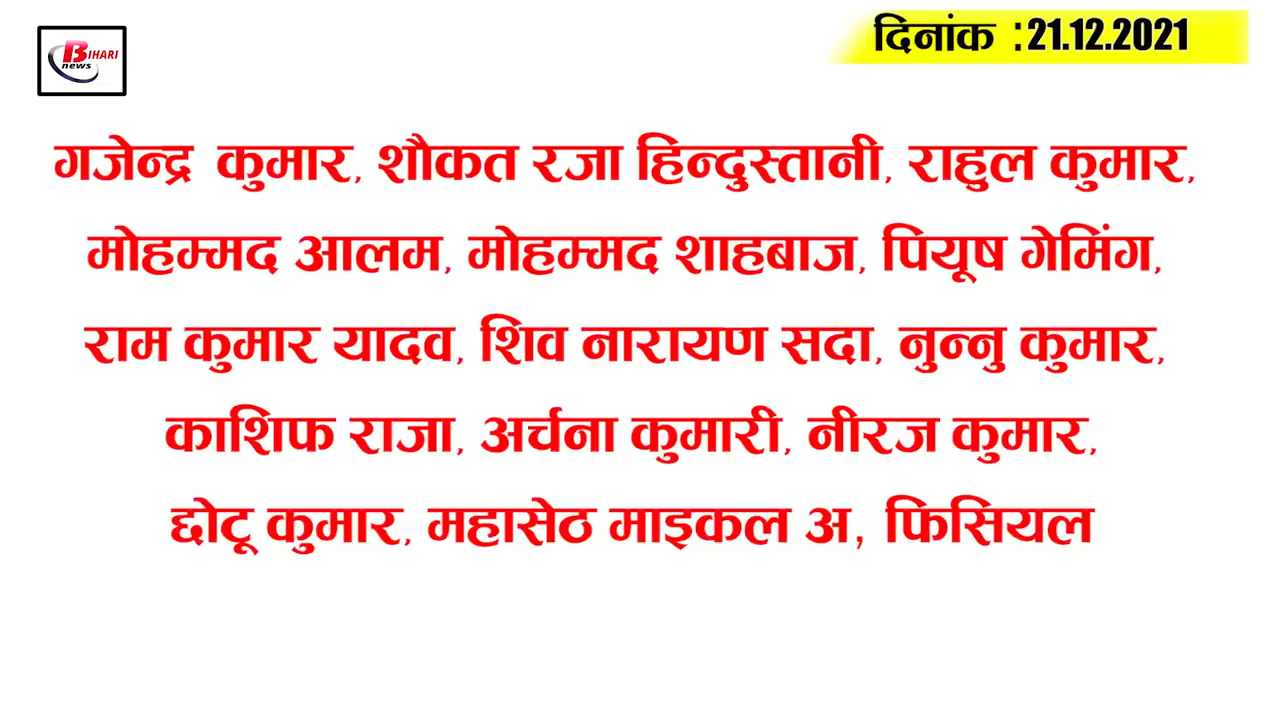 BIHARI
news
दिनांक :21.12.2021
गजेन्द्र कुमार, शौकत रजा हिन्दुस्तानी, राहुल कुमार,
मोहम्मद आलम, मोहम्मद शाहबाज, पियूष गेमिंग,
राम कुमार यादव, शिव नारायण सदा, नुन्नु कुमार,
काशिफ राजा, अर्चना कुमारी, नीरज कुमार,
छोटू कुमार, महासेठ माइकल अ, फिसियल